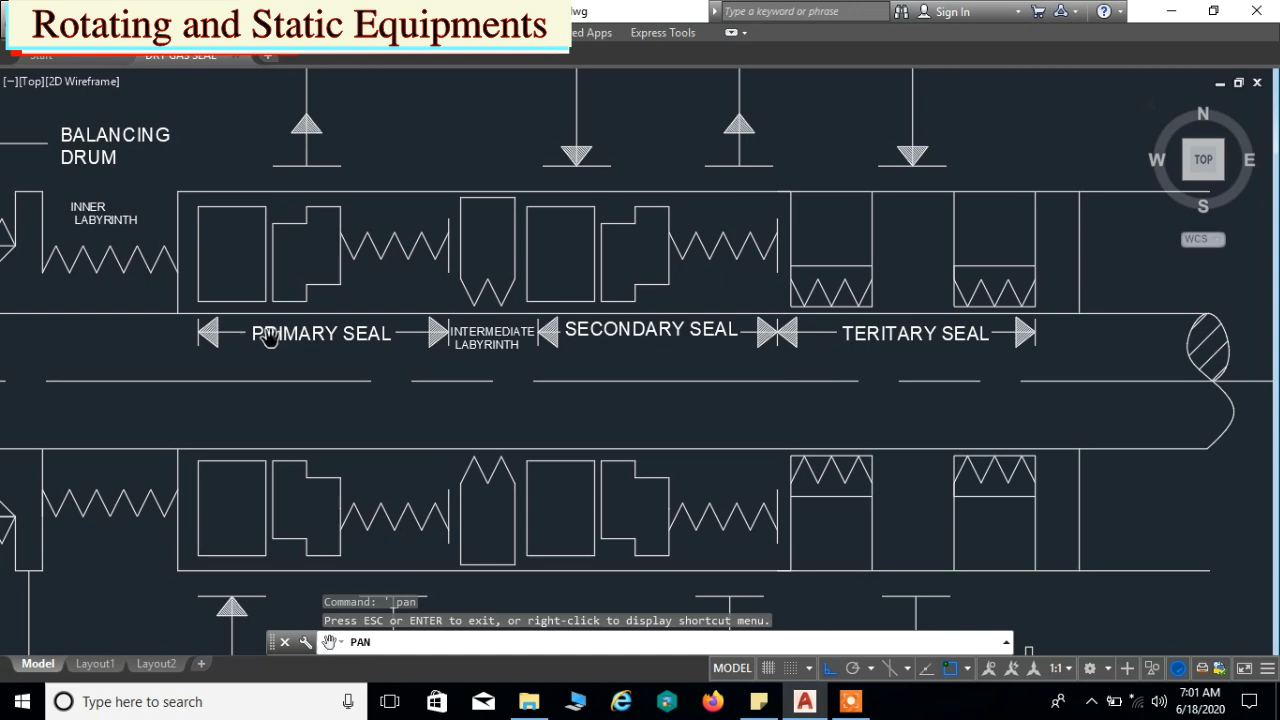 Rotating and Static Equipments
dwg
Type a keyword or phrase
Sign In
Apps
Express Tools
[−][Top][2D Wireframe]
BALANCING
DRUM
INNER
LABYRINTH
N
W
TOP
E
S
WCS
PRIMARY SEAL
INTERMEDIATE
LABYRINTH
SECONDARY SEAL
TERITARY SEAL
Command: '_pan
Press ESC or ENTER to exit, or right-click to display shortcut menu.
PAN
Model
Layout1
Layout2
MODEL
1:1
Type here to search
7:01 AM
6/18/2020